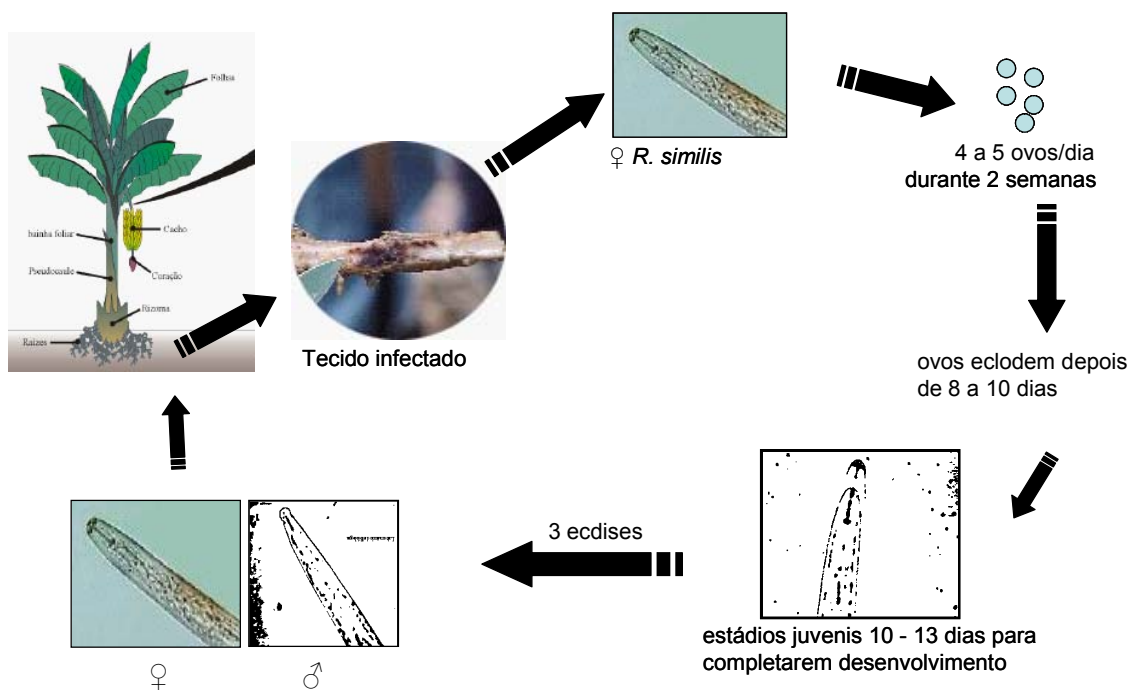 Folhas
bainha foliar
Cacho
Pseudocaule
Coração
Rizoma
Raízes
Tecido infectado
♀ R. similis
4 a 5 ovos/dia
durante 2 semanas
ovos eclodem depois
de 8 a 10 dias
estádios juvenis 10 - 13 dias para
completarem desenvolvimento
3 ecdises
♀
♂